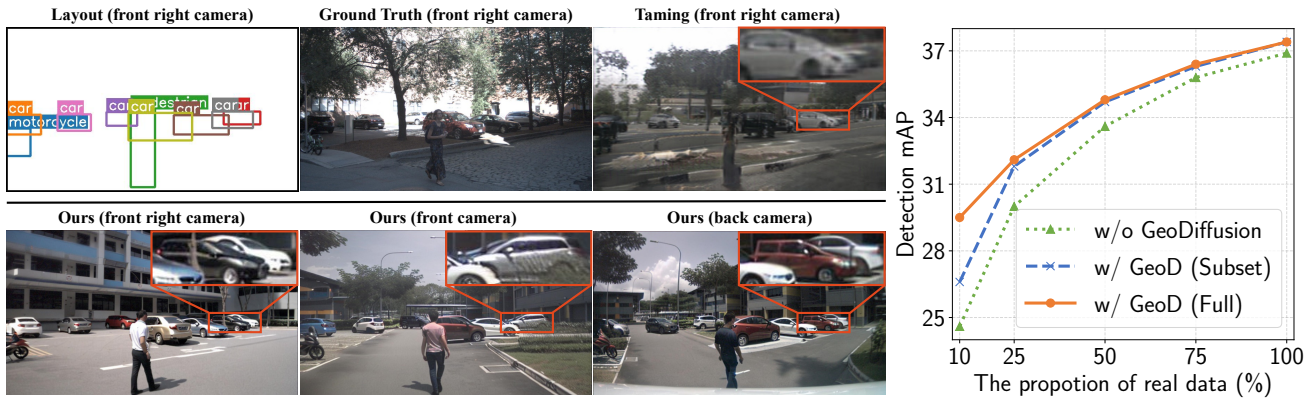 Layout (front right camera)
Ground Truth (front right camera)
Taming (front right camera)
car
car
car
car
destrian
car
car
ar
motorcycle
Ours (front right camera)
Ours (front camera)
Ours (back camera)
Detection mAP
37
34
31
28
25
w/o GeoDiffusion
w/ GeoD (Subset)
w/ GeoD (Full)
10
25
50
75
100
The propotion of real data (%)